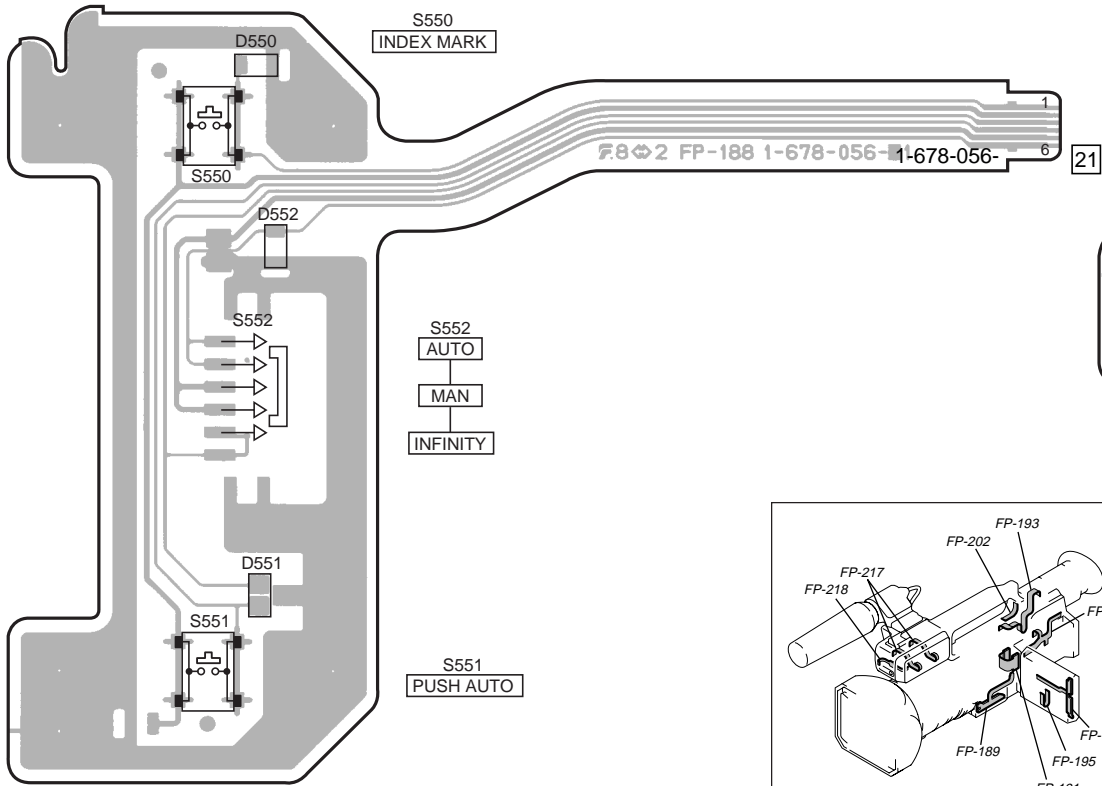 S550
INDEX MARK
D550
S550
1
6
F.8 2 FP-188 1-678-056-
1-678-056-
21
D552
S552
S552
AUTO
MAN
INFINITY
D551
S551
S551
PUSH AUTO
FP-193
FP-202
FP-217
FP-218
FP-189
FP-195